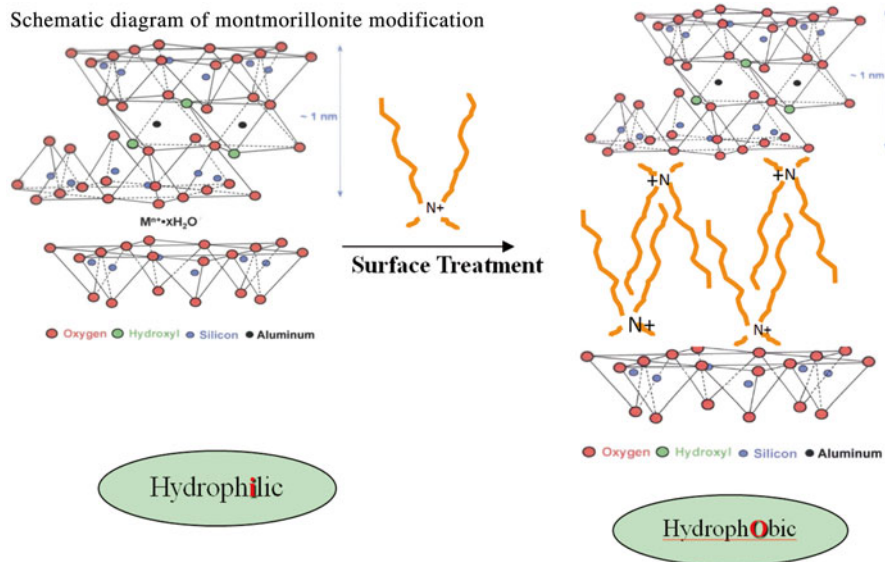 Schematic diagram of montmorillonite modification
~ 1 nm
Mⁿ⁺•xH₂O
N+
Surface Treatment
Oxygen Hydroxyl Silicon Aluminum
Hydrophilic
~ 1 nm
+N
+N
N+
N+
Oxygen Hydroxyl Silicon Aluminum
HydrophObic